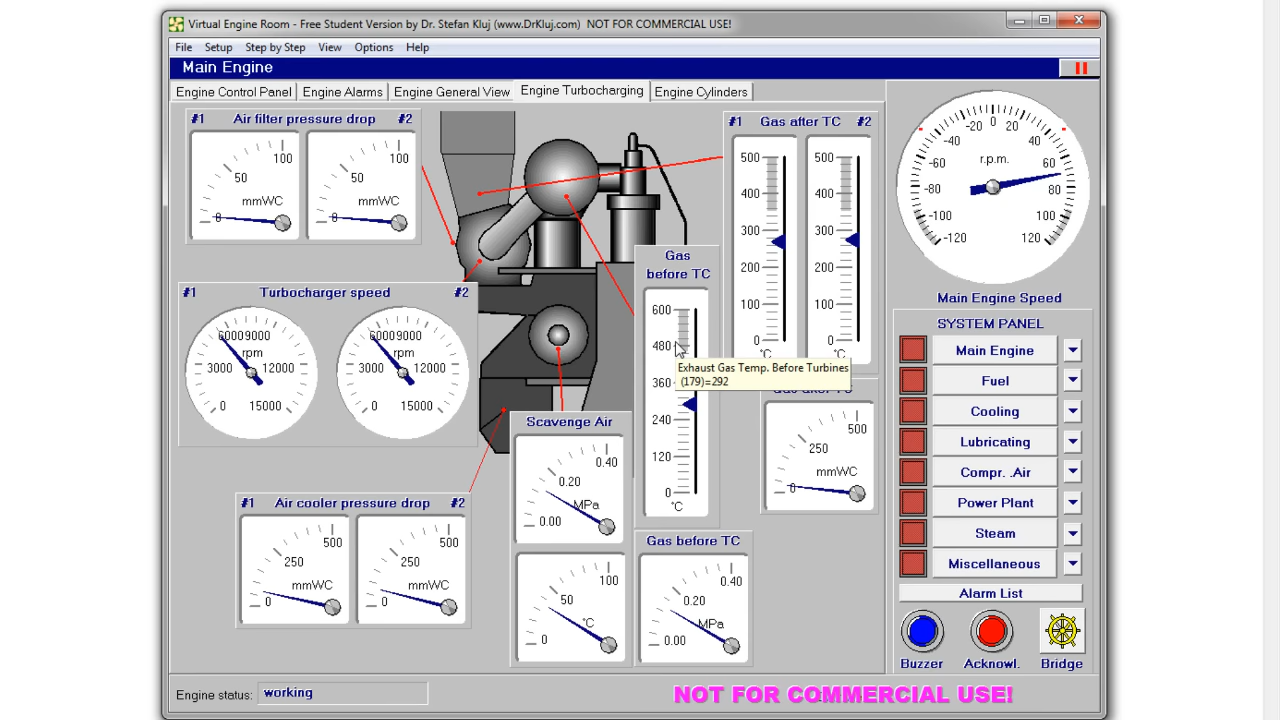 Virtual Engine Room - Free Student Version by Dr. Stefan Kluj (www.DrKluj.com)  NOT FOR COMMERCIAL USE!
File Setup Step by Step View Options Help
Main Engine
Engine Control Panel Engine Alarms Engine General View Engine Turbocharging Engine Cylinders
#1 Air filter pressure drop #2
100
50
mmWC
0
100
50
mmWC
0
#1 Gas after TC #2
500
400
300
200
100
0
°C
500
400
300
200
100
0
°C
-20 0 20
-40 40
r.p.m.
-60 60
-80 80
-100 100
-120 120
Main Engine Speed
Gas
before TC
600
480
360
240
120
0
°C
Exhaust Gas Temp. Before Turbines
(179)=292
#1 Turbocharger speed #2
6000 9000
rpm
3000 12000
0 15000
6000 9000
rpm
3000 12000
0 15000
500
250
mmWC
0
Scavenge Air
0.40
0.20
MPa
0.00
100
50
°C
0
#1 Air cooler pressure drop #2
500
250
mmWC
0
500
250
mmWC
0
Gas before TC
0.40
0.20
MPa
0.00
SYSTEM PANEL
Main Engine
Fuel
Cooling
Lubricating
Compr. .Air
Power Plant
Steam
Miscellaneous
Alarm List
Buzzer Acknowl. Bridge
Engine status: working
NOT FOR COMMERCIAL USE!